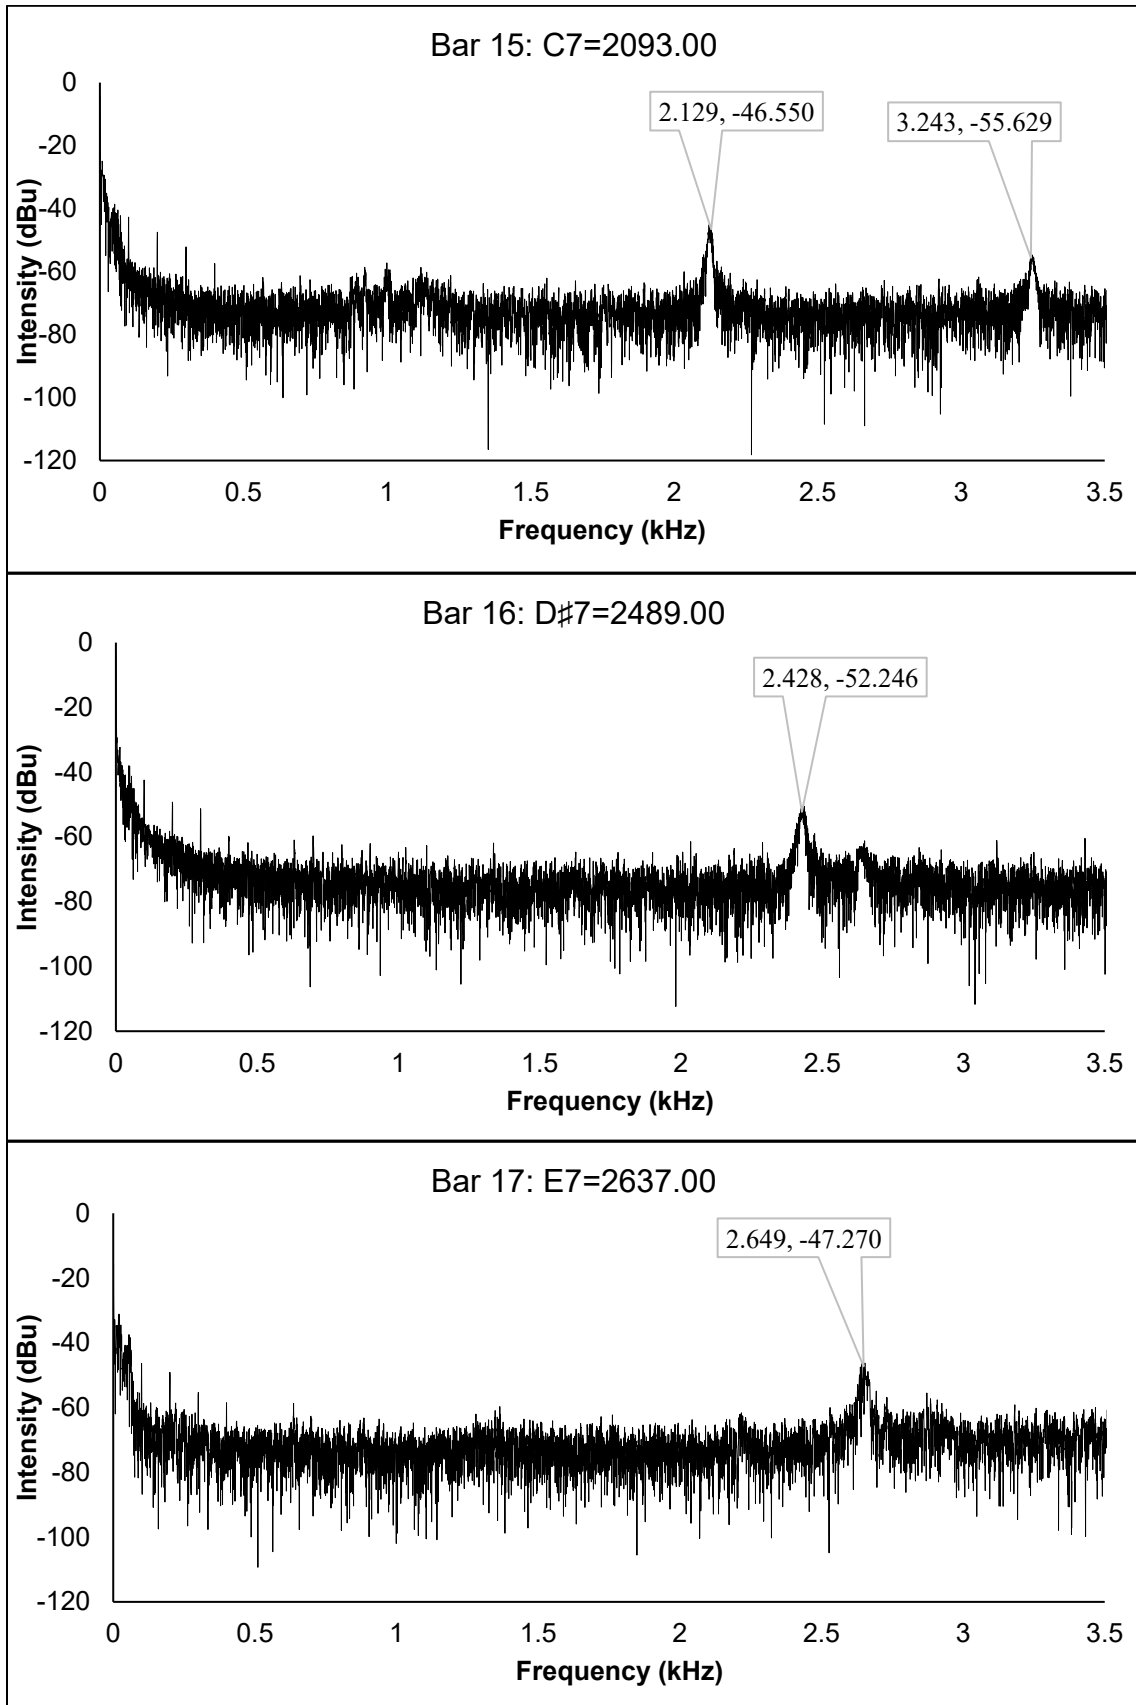 Bar 15: C7=2093.00
2.129, -46.550
3.243, -55.629
0
-20
-40
-60
-80
-100
-120
Intensity (dBu)
0 0.5 1 1.5 2 2.5 3 3.5
Frequency (kHz)
Bar 16: D♯7=2489.00
2.428, -52.246
0
-20
-40
-60
-80
-100
-120
Intensity (dBu)
0 0.5 1 1.5 2 2.5 3 3.5
Frequency (kHz)
Bar 17: E7=2637.00
2.649, -47.270
0
-20
-40
-60
-80
-100
-120
Intensity (dBu)
0 0.5 1 1.5 2 2.5 3 3.5
Frequency (kHz)